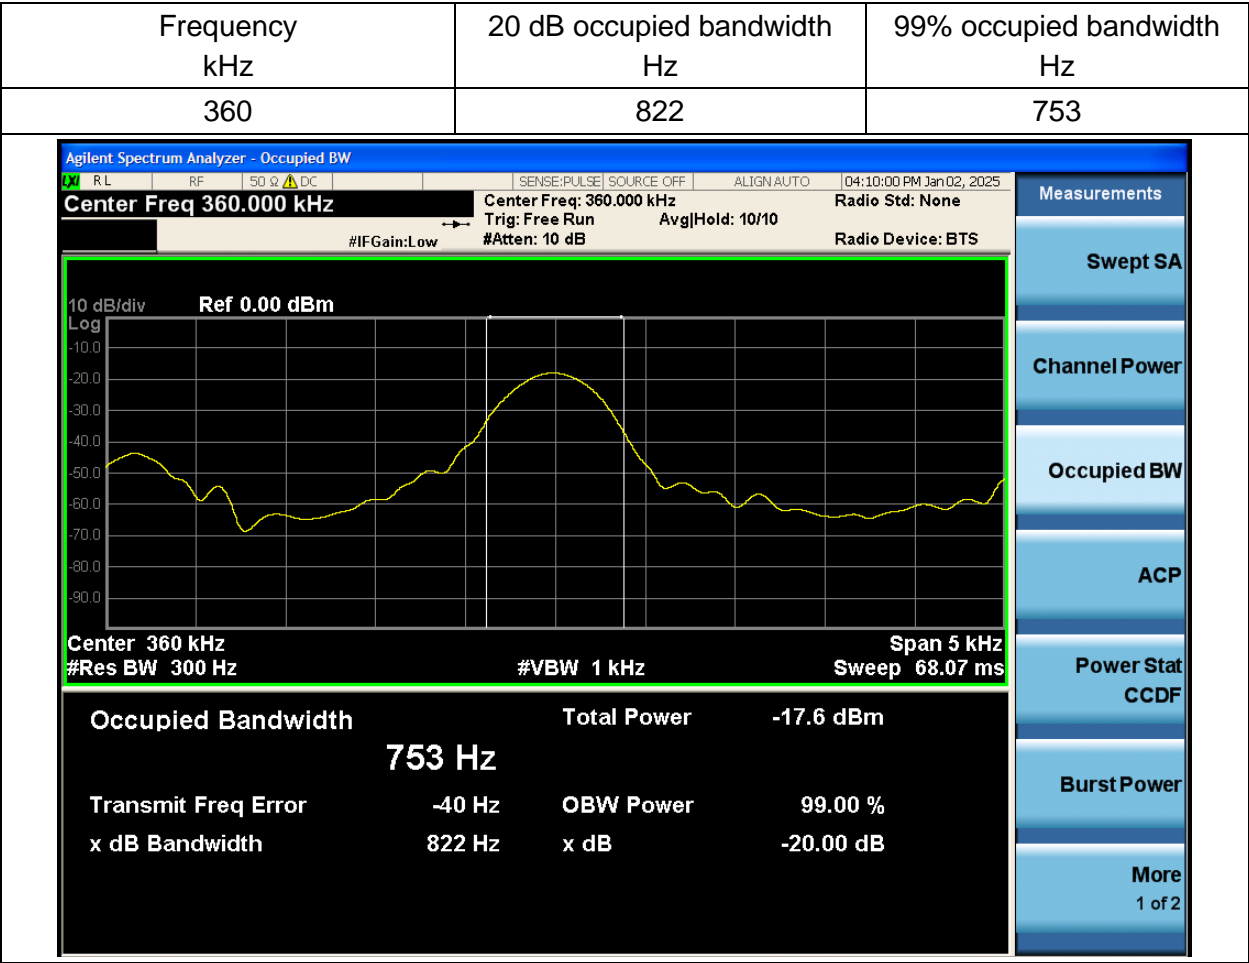 Frequency
kHz
20 dB occupied bandwidth
Hz
99% occupied bandwidth
Hz
360
822
753
Agilent Spectrum Analyzer - Occupied BW
LXI RL RF 50 Ω DC SENSE:PULSE SOURCE OFF ALIGN AUTO 04:10:00 PM Jan 02, 2025
Center Freq 360.000 kHz
Center Freq: 360.000 kHz
Radio Std: None
Trig: Free Run
Avg|Hold: 10/10
#IFGain:Low
#Atten: 10 dB
Radio Device: BTS
10 dB/div
Ref 0.00 dBm
Log
-10.0
-20.0
-30.0
-40.0
-50.0
-60.0
-70.0
-80.0
-90.0
Center 360 kHz
Span 5 kHz
#Res BW 300 Hz
#VBW 1 kHz
Sweep 68.07 ms
Occupied Bandwidth
Total Power -17.6 dBm
753 Hz
Transmit Freq Error -40 Hz
OBW Power 99.00 %
x dB Bandwidth 822 Hz
x dB -20.00 dB
Measurements
Swept SA
Channel Power
Occupied BW
ACP
Power Stat
CCDF
Burst Power
More
1 of 2